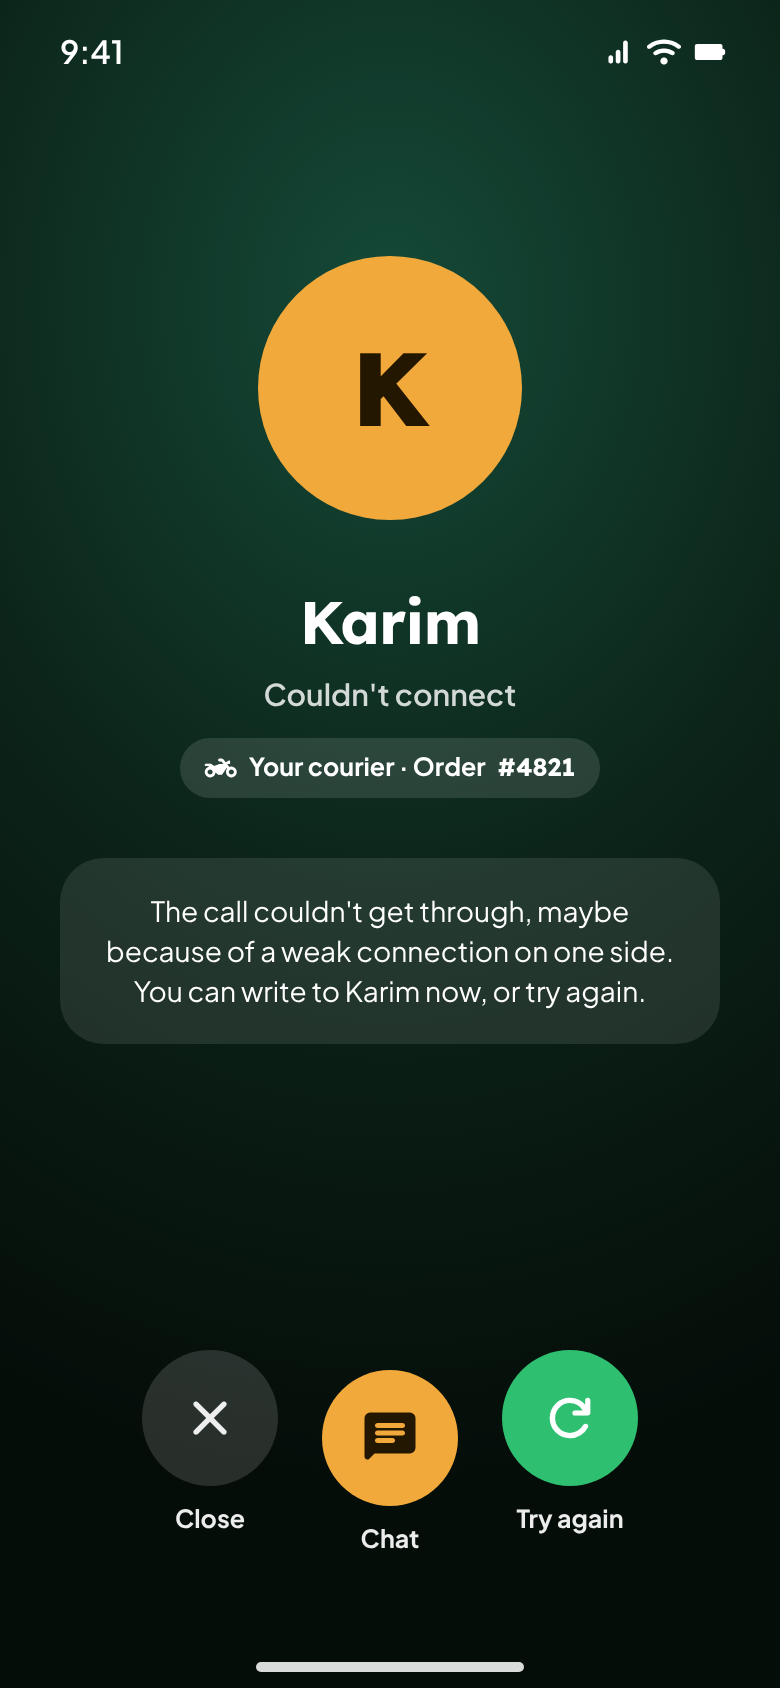 9:41
K
Karim
Couldn't connect
Your courier · Order #4821
The call couldn't get through, maybe
because of a weak connection on one side.
You can write to Karim now, or try again.
Close
Chat
Try again